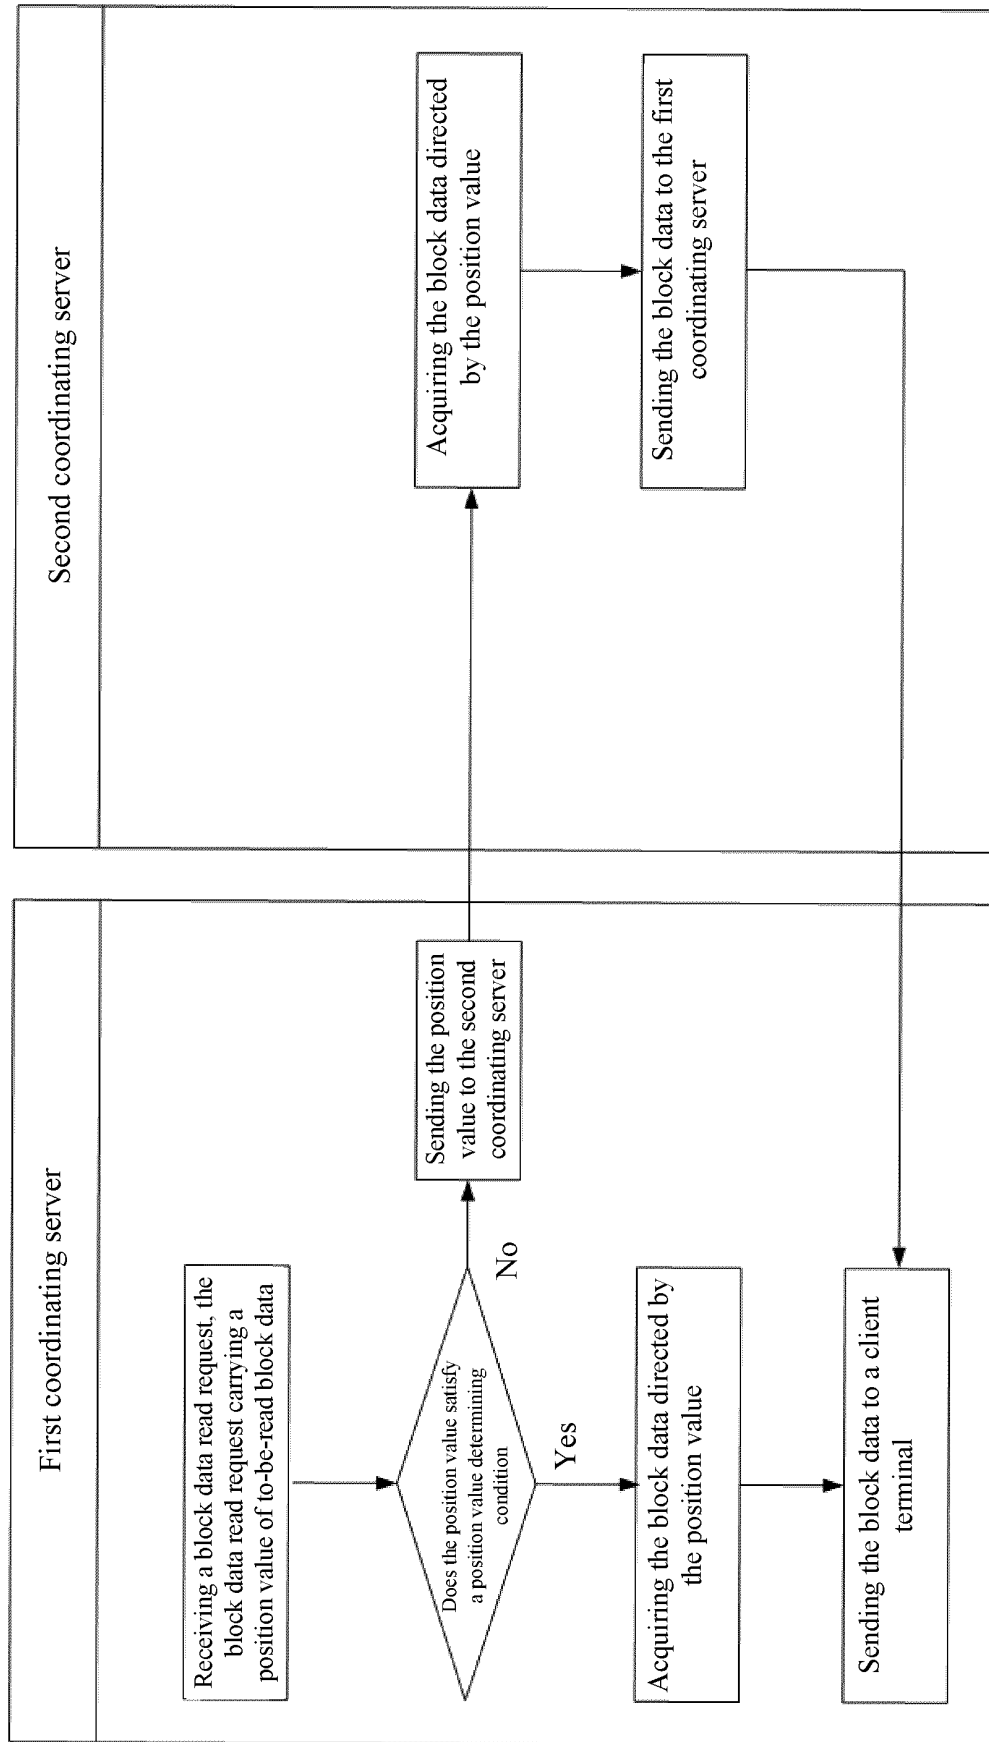 First coordinating server
Receiving a block data read request, the
block data read request carrying a
position value of to-be-read block data
Does the position value satisfy
a position value determining
condition
No
Yes
Sending the position
value to the second
coordinating server
Acquiring the block data directed by
the position value
Sending the block data to a client
terminal
Second coordinating server
Acquiring the block data directed
by the position value
Sending the block data to the first
coordinating server